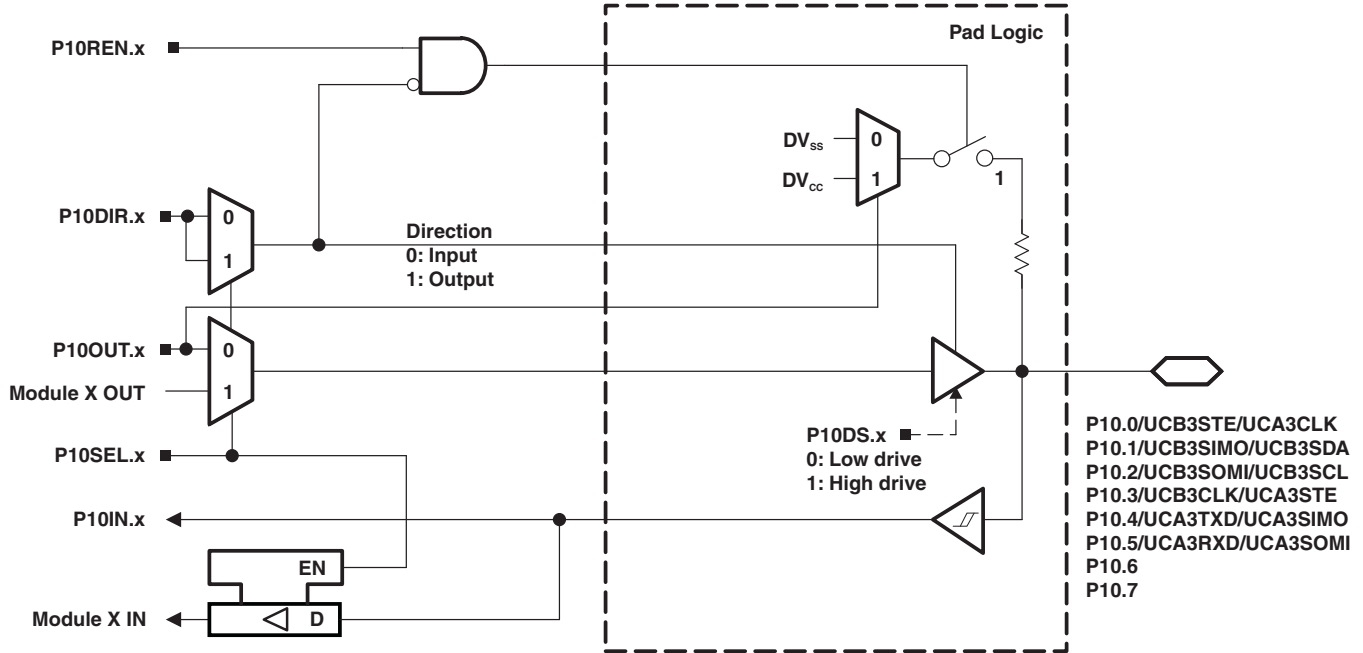 Pad Logic
P10REN.x
DVss
0
DVcc
1
1
P10DIR.x
0
1
Direction
0: Input
1: Output
P10OUT.x
0
Module X OUT
1
P10DS.x
0: Low drive
1: High drive
P10SEL.x
P10IN.x
EN
Module X IN
D
P10.0/UCB3STE/UCA3CLK
P10.1/UCB3SIMO/UCB3SDA
P10.2/UCB3SOMI/UCB3SCL
P10.3/UCB3CLK/UCA3STE
P10.4/UCA3TXD/UCA3SIMO
P10.5/UCA3RXD/UCA3SOMI
P10.6
P10.7